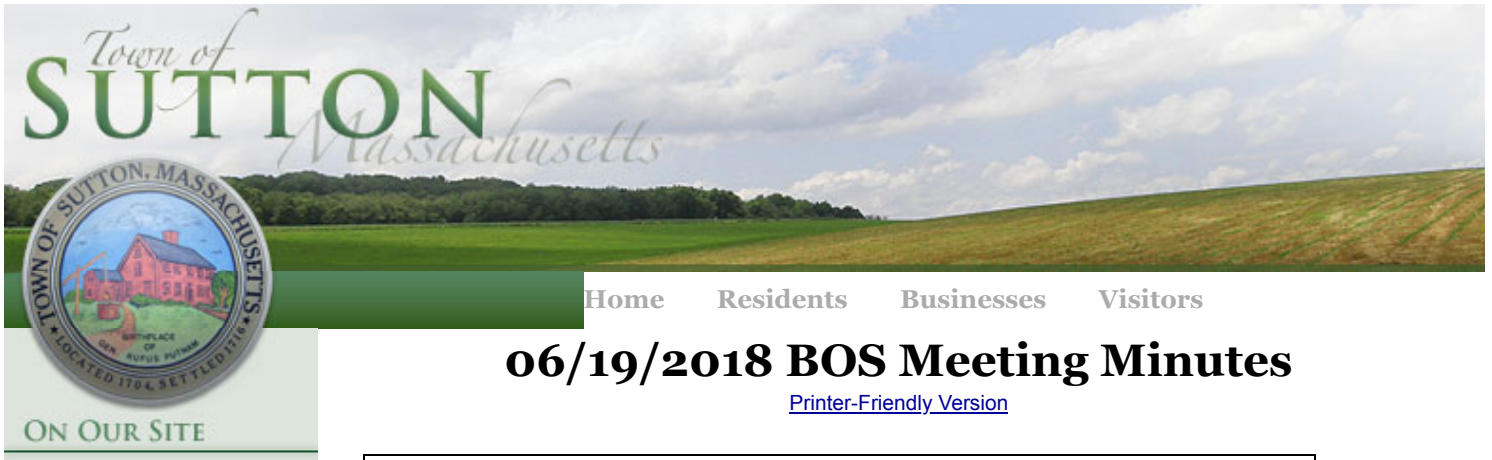 Town of
SUTTON
Massachusetts
TOWN OF SUTTON, MASSACHUSETTS
BIRTHPLACE
OF
GEN. RUFUS PUTNAM
LOCATED 1704, SETTLED 1716
Home Residents Businesses Visitors
06/19/2018 BOS Meeting Minutes
Printer-Friendly Version
ON OUR SITE